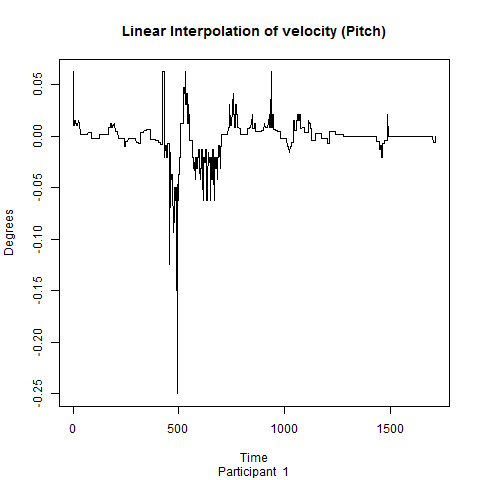 Linear Interpolation of velocity (Pitch)
0.05
0.00
-0.05
-0.10
-0.15
-0.20
-0.25
Degrees
0 500 1000 1500
Time
Participant 1